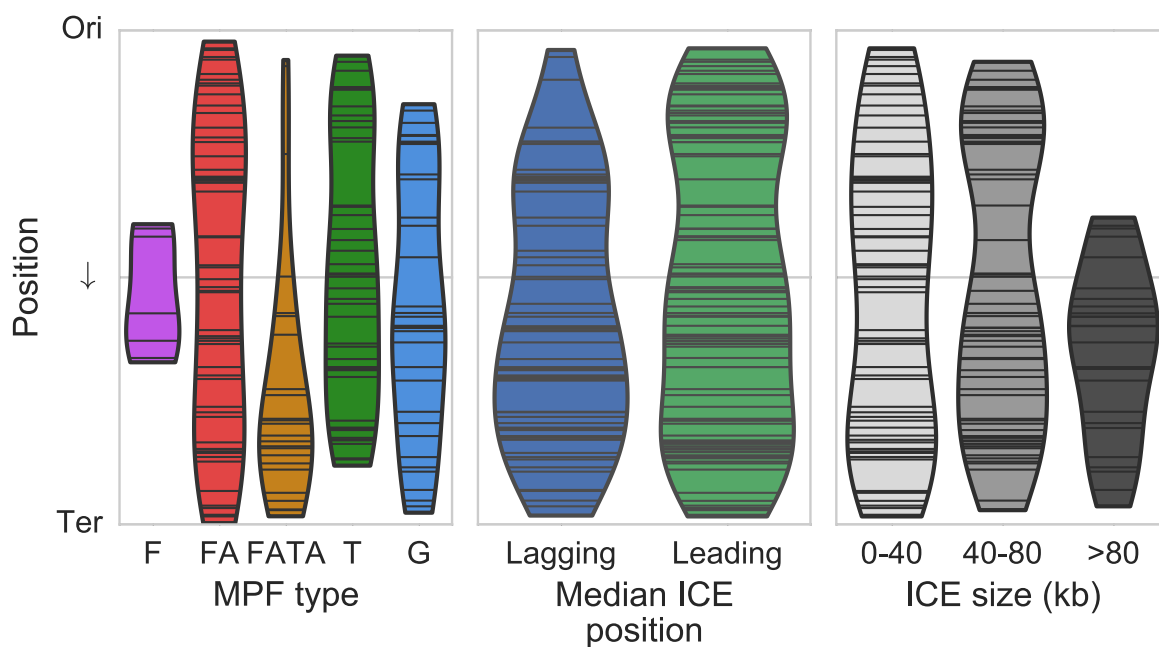 Ori
Position
↓
Ter
F FA FATA T G
MPF type
Lagging Leading
Median ICE
position
0-40 40-80 >80
ICE size (kb)